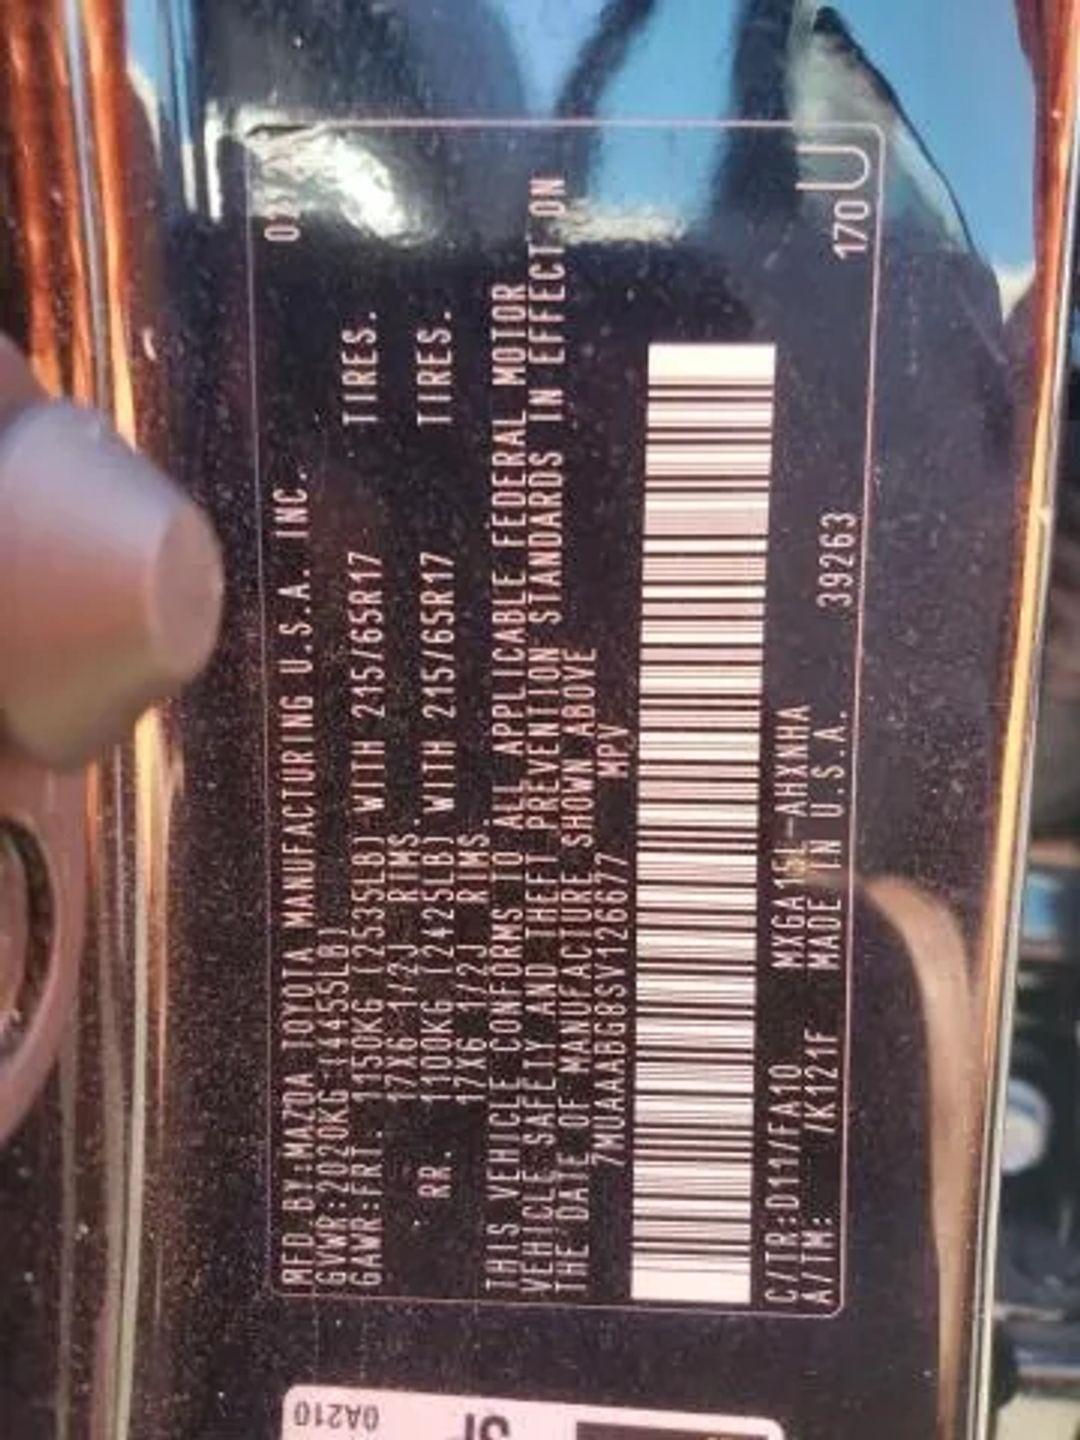 MFD.BY:MAZDA TOYOTA MANUFACTURING U.S.A. INC.
GVWR:2020KG (4455LB)
GAWR:FRT. 1150KG (2535LB) WITH 215/65R17 TIRES.
17X6 1/2J RIMS.
RR. 1100KG (2425LB) WITH 215/65R17 TIRES.
17X6 1/2J RIMS.
THIS VEHICLE CONFORMS TO ALL APPLICABLE FEDERAL MOTOR
VEHICLE SAFETY AND THEFT PREVENTION STANDARDS IN EFFECT ON
THE DATE OF MANUFACTURE SHOWN ABOVE
7MUAAABG8SV126677 MPV
C/TR:D11/FA10
A/TM: /K121F MADE IN U.S.A. 39263
170U
0A210